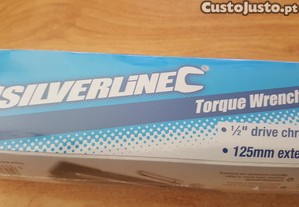 CustoJusto.pt
SILVERLINE
Torque Wrench
• ½" drive chr
• 125mm exte